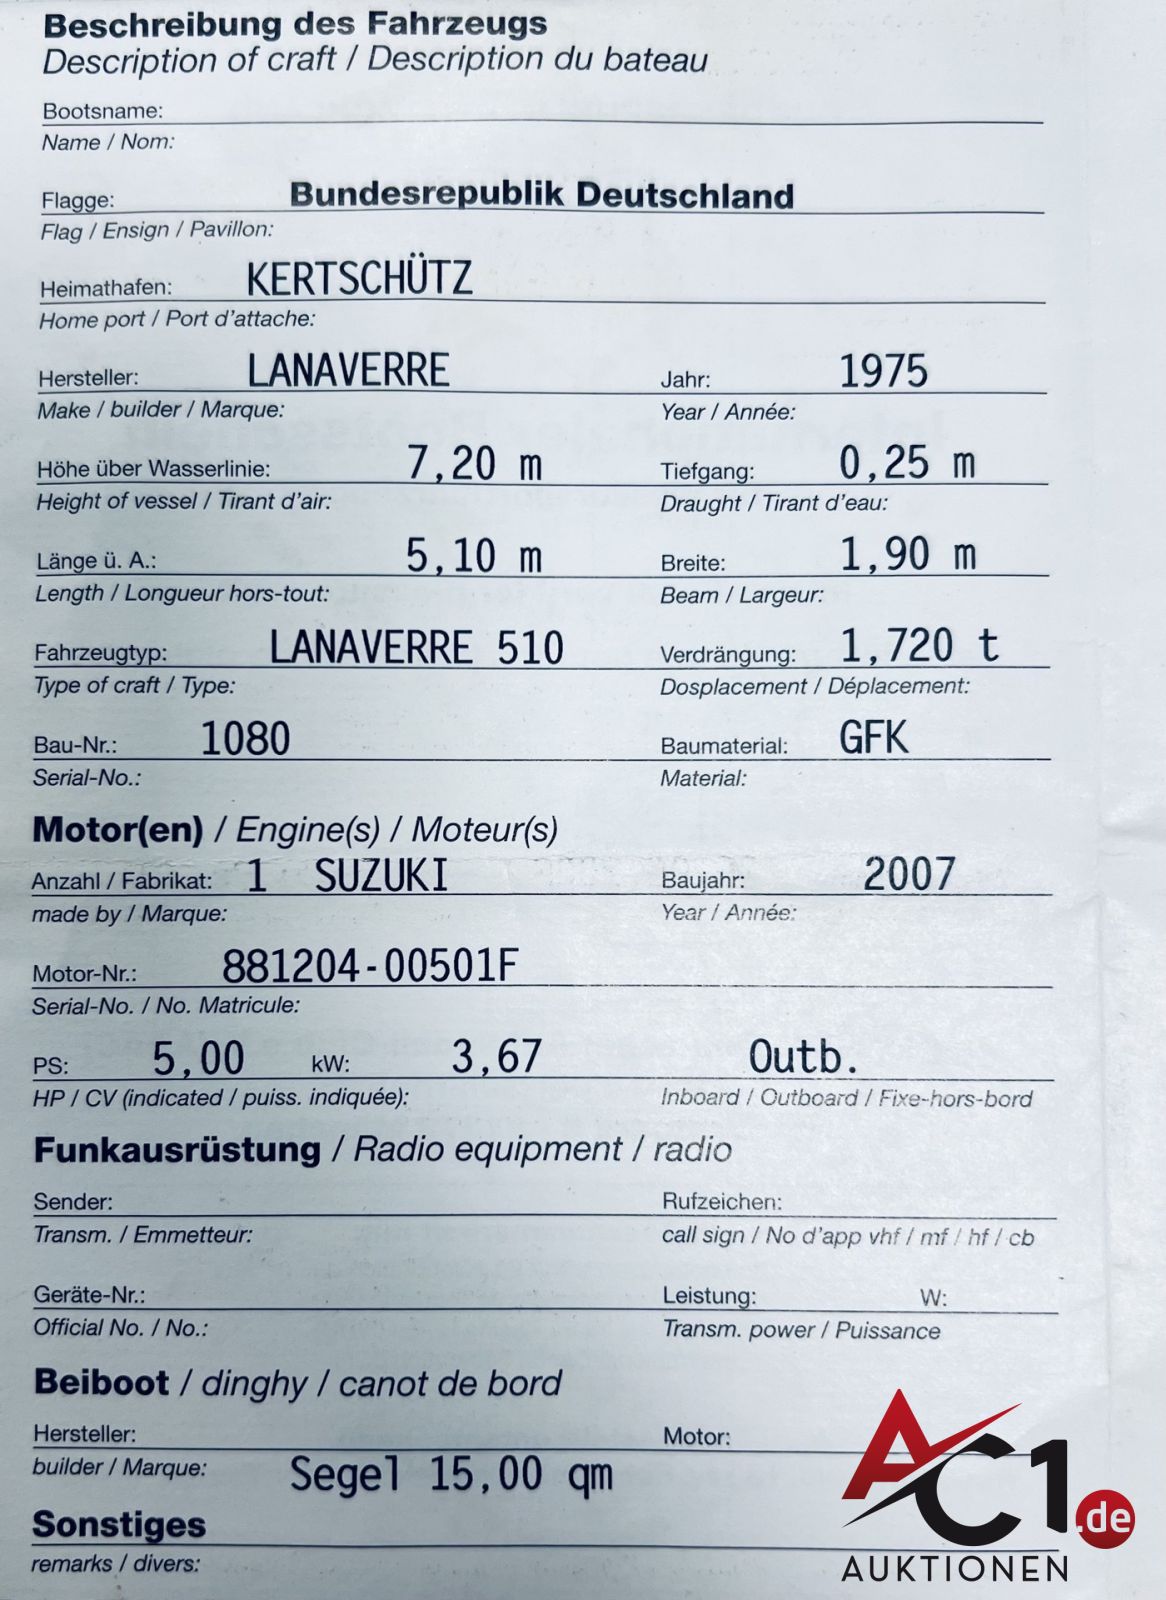 Beschreibung des Fahrzeugs
Description of craft / Description du bateau
Bootsname:
Name / Nom:
Flagge: Bundesrepublik Deutschland
Flag / Ensign / Pavillon:
Heimathafen: KERTSCHÜTZ
Home port / Port d'attache:
Hersteller: LANAVERRE Jahr: 1975
Make / builder / Marque: Year / Année:
Höhe über Wasserlinie: 7,20 m Tiefgang: 0,25 m
Height of vessel / Tirant d'air: Draught / Tirant d'eau:
Länge ü. A.: 5,10 m Breite: 1,90 m
Length / Longueur hors-tout: Beam / Largeur:
Fahrzeugtyp: LANAVERRE 510 Verdrängung: 1,720 t
Type of craft / Type: Dosplacement / Déplacement:
Bau-Nr.: 1080 Baumaterial: GFK
Serial-No.: Material:
Motor(en) / Engine(s) / Moteur(s)
Anzahl / Fabrikat: 1 SUZUKI Baujahr: 2007
made by / Marque: Year / Année:
Motor-Nr.: 881204-00501F
Serial-No. / No. Matricule:
PS: 5,00 kW: 3,67 Outb.
HP / CV (indicated / puiss. indiquée): Inboard / Outboard / Fixe-hors-bord
Funkausrüstung / Radio equipment / radio
Sender: Rufzeichen:
Transm. / Emmetteur: call sign / No d'app vhf / mf / hf / cb
Geräte-Nr.: Leistung: W:
Official No. / No.: Transm. power / Puissance
Beiboot / dinghy / canot de bord
Hersteller: Motor:
builder / Marque: Segel 15,00 qm
Sonstiges
remarks / divers:
AC1.de
AUKTIONEN